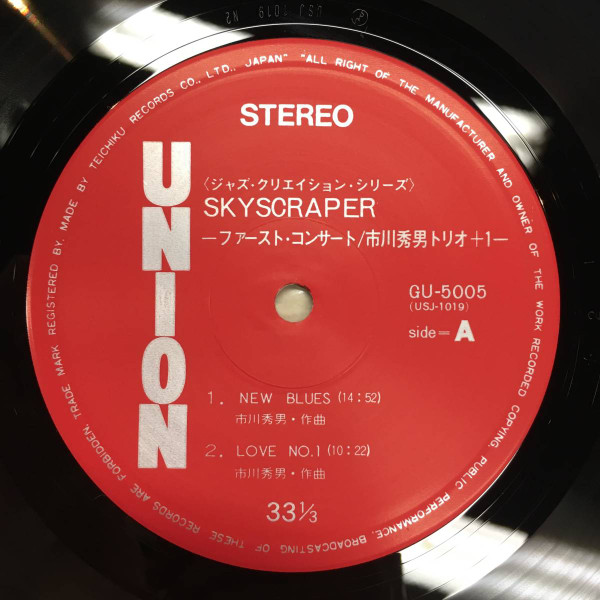 USJ 1019 N2
TRADE MARK REGISTERED BY, MADE BY TEICHIKU RECORDS CO., LTD., JAPAN" "ALL RIGHT OF THE MANUFACTURER AND OWNER OF THE WORK RECORDED COPYING, PUBLIC PERFORMANCE, BROADCASTING OF THESE RECORDS ARE FORBIDDEN,
STEREO
UNION
〈ジャズ・クリエイション・シリーズ〉
SKYSCRAPER
—ファースト・コンサート/市川秀男トリオ+1—
GU-5005
(USJ-1019)
side=A
1. NEW BLUES (14:52)
市川秀男・作曲
2. LOVE NO.1 (10:22)
市川秀男・作曲
33⅓